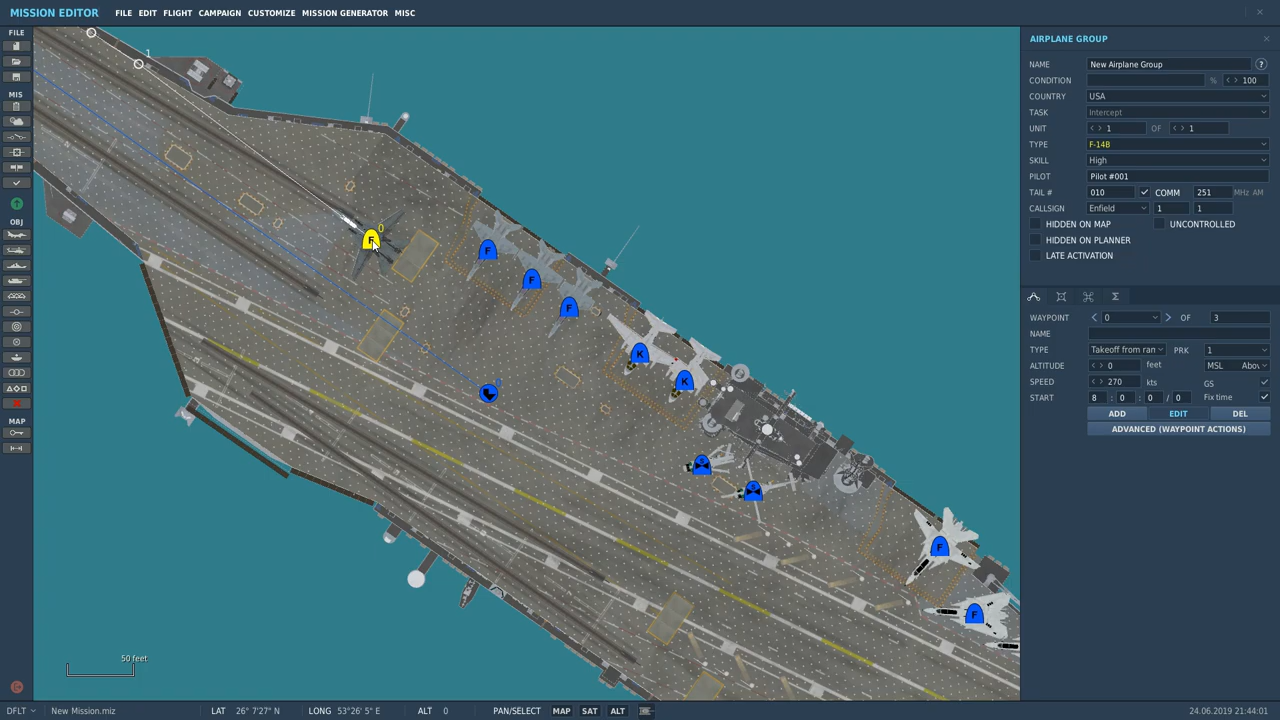 MISSION EDITOR FILE EDIT FLIGHT CAMPAIGN CUSTOMIZE MISSION GENERATOR MISC
FILE
MIS
OBJ
MAP
1
0
F
F
F
F
K
K
0
S
S
F
F
50 feet
AIRPLANE GROUP
NAME New Airplane Group ?
CONDITION % < > 100
COUNTRY USA
TASK Intercept
UNIT < > 1 OF < > 1
TYPE F-14B
SKILL High
PILOT Pilot #001
TAIL # 010 COMM 251 MHz AM
CALLSIGN Enfield 1 1
HIDDEN ON MAP UNCONTROLLED
HIDDEN ON PLANNER
LATE ACTIVATION
WAYPOINT < 0 > OF 3
NAME
TYPE Takeoff from ran PRK 1
ALTITUDE < > 0 feet MSL Abov
SPEED < > 270 kts GS
START 8 : 0 : 0 / 0 Fix time
ADD EDIT DEL
ADVANCED (WAYPOINT ACTIONS)
DFLT New Mission.miz LAT 26° 7'27" N LONG 53°26' 5" E ALT 0 PAN/SELECT MAP SAT ALT 24.06.2019 21:44:01